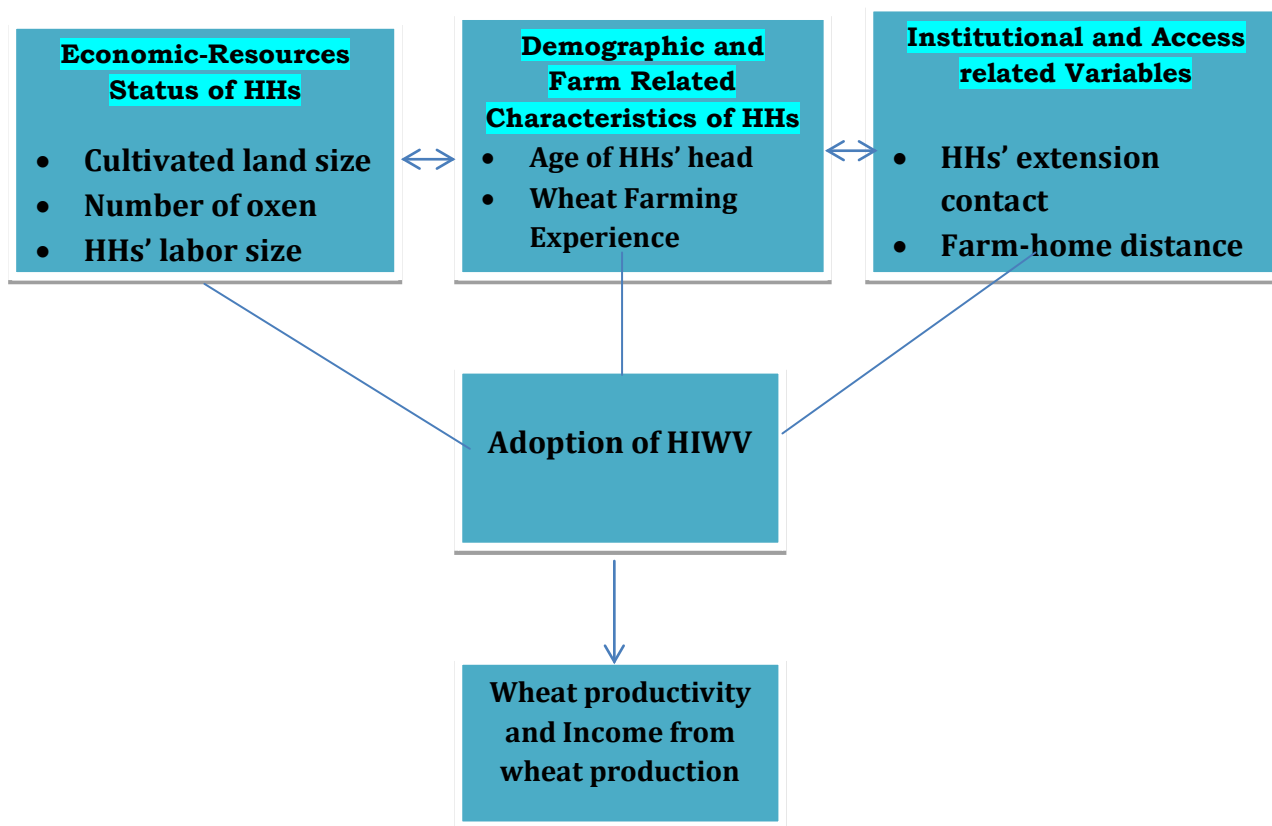 Economic-Resources
Status of HHs
• Cultivated land size
• Number of oxen
• HHs’ labor size
Demographic and
Farm Related
Characteristics of HHs
• Age of HHs’ head
• Wheat Farming
Experience
Institutional and Access
related Variables
• HHs’ extension
contact
• Farm-home distance
Adoption of HIWV
Wheat productivity
and Income from
wheat production